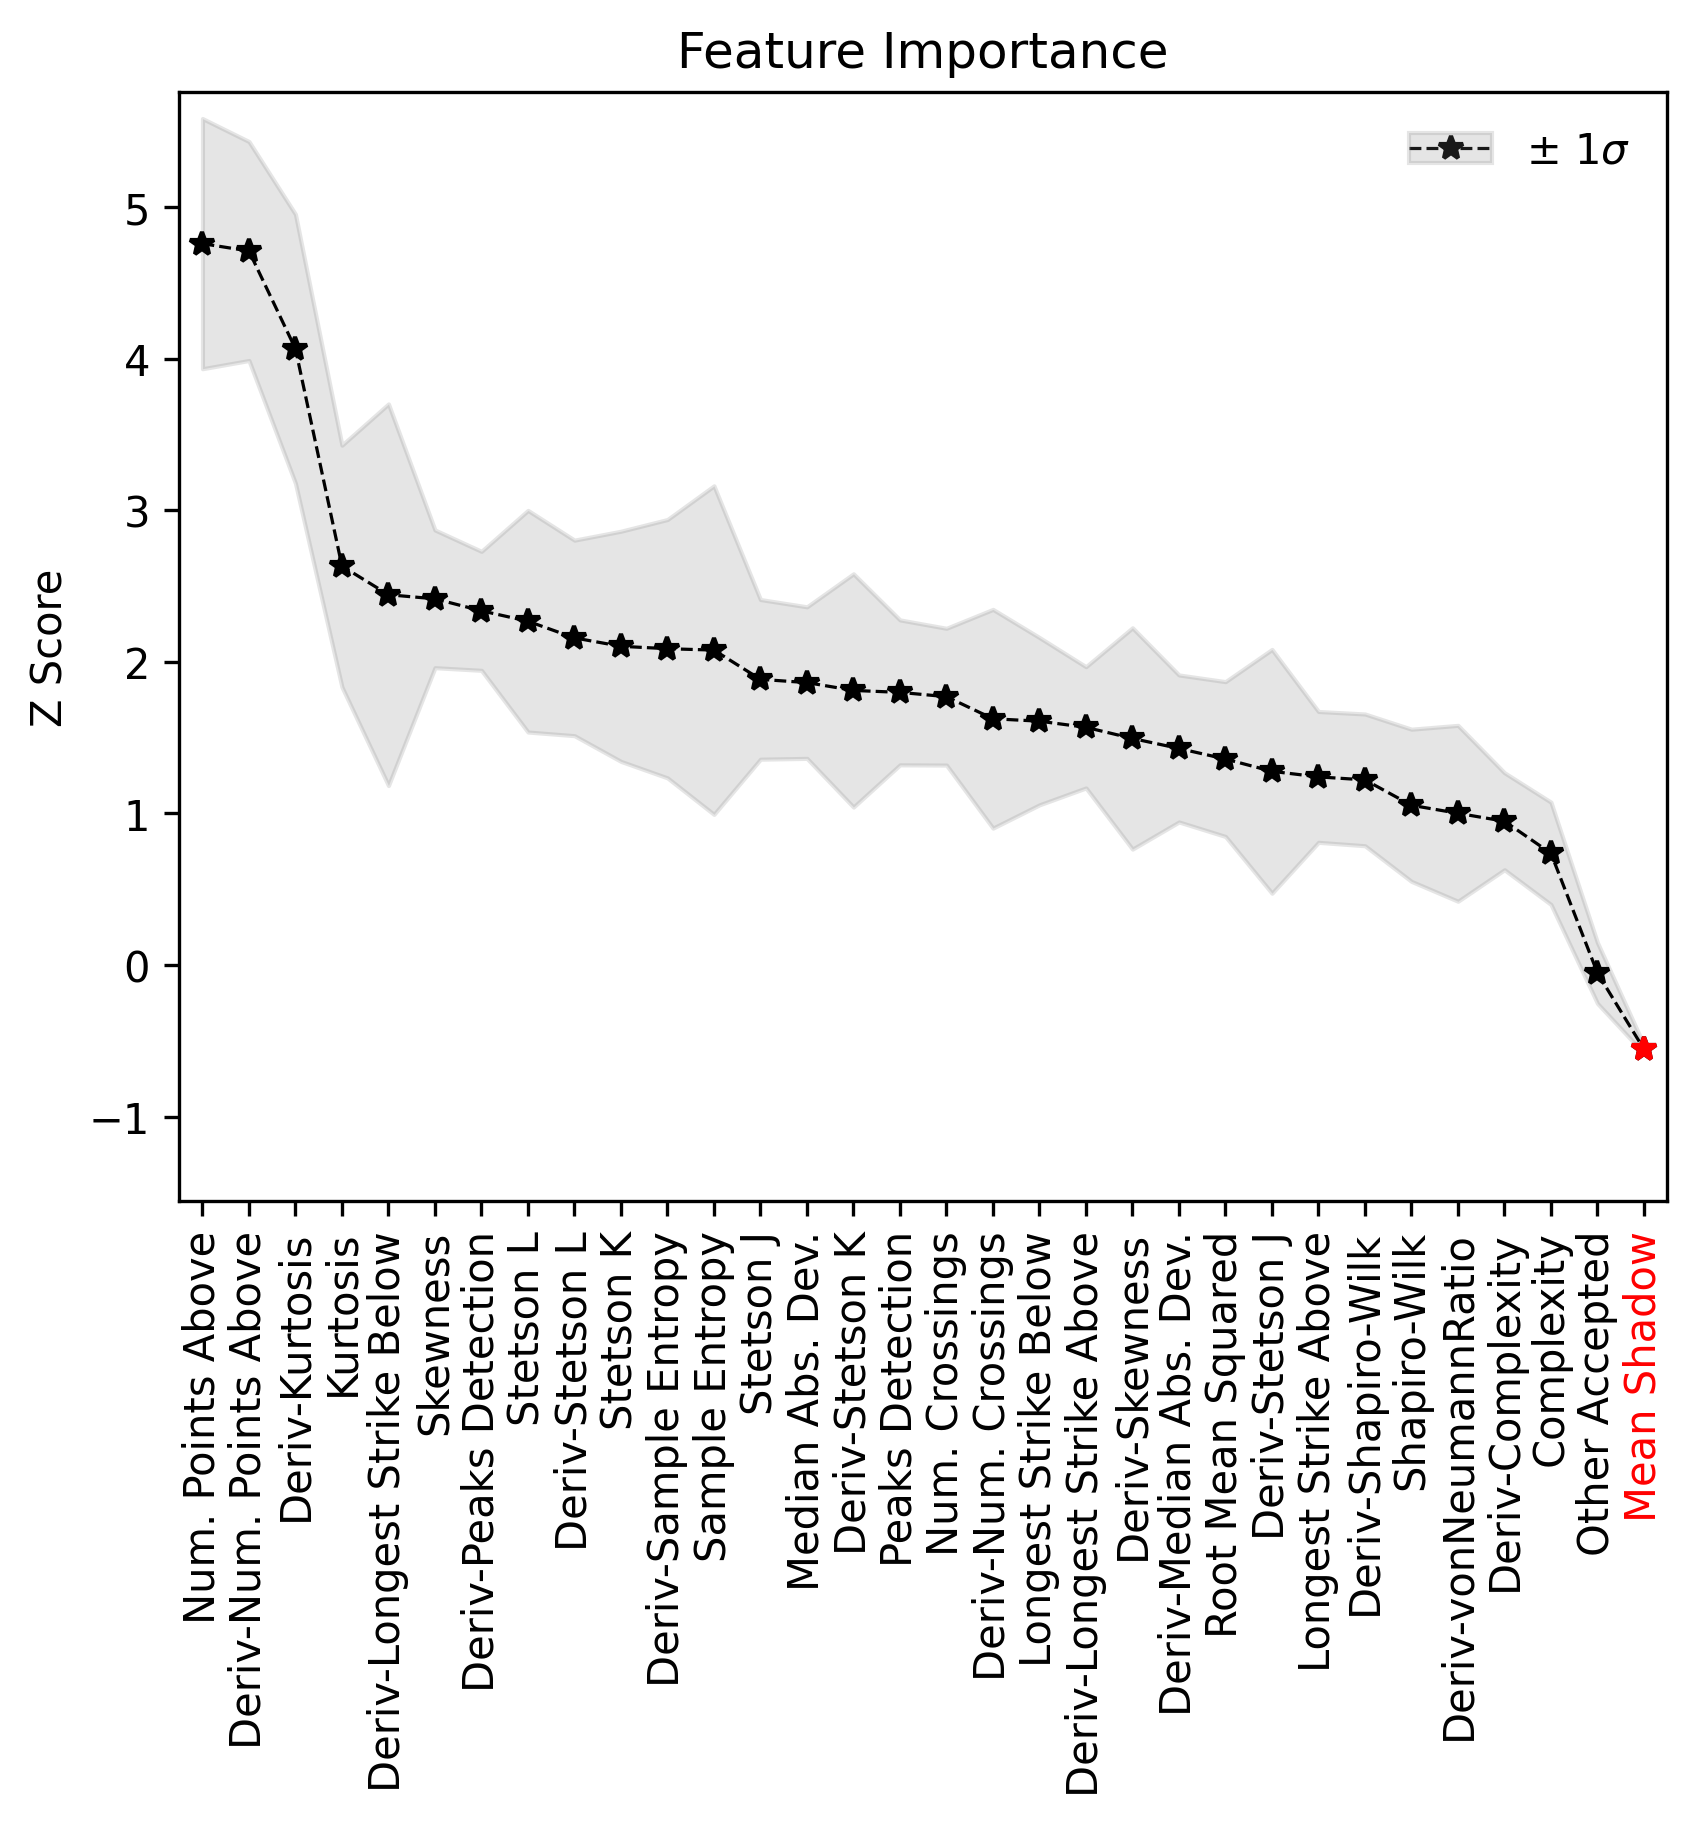 Feature Importance
± 1σ
Z Score
5
4
3
2
1
0
−1
Num. Points Above
Deriv-Num. Points Above
Deriv-Kurtosis
Kurtosis
Deriv-Longest Strike Below
Skewness
Deriv-Peaks Detection
Stetson L
Deriv-Stetson L
Stetson K
Deriv-Sample Entropy
Sample Entropy
Stetson J
Median Abs. Dev.
Deriv-Stetson K
Peaks Detection
Num. Crossings
Deriv-Num. Crossings
Longest Strike Below
Deriv-Longest Strike Above
Deriv-Skewness
Deriv-Median Abs. Dev.
Root Mean Squared
Deriv-Stetson J
Longest Strike Above
Deriv-Shapiro-Wilk
Shapiro-Wilk
Deriv-vonNeumannRatio
Deriv-Complexity
Complexity
Other Accepted
Mean Shadow